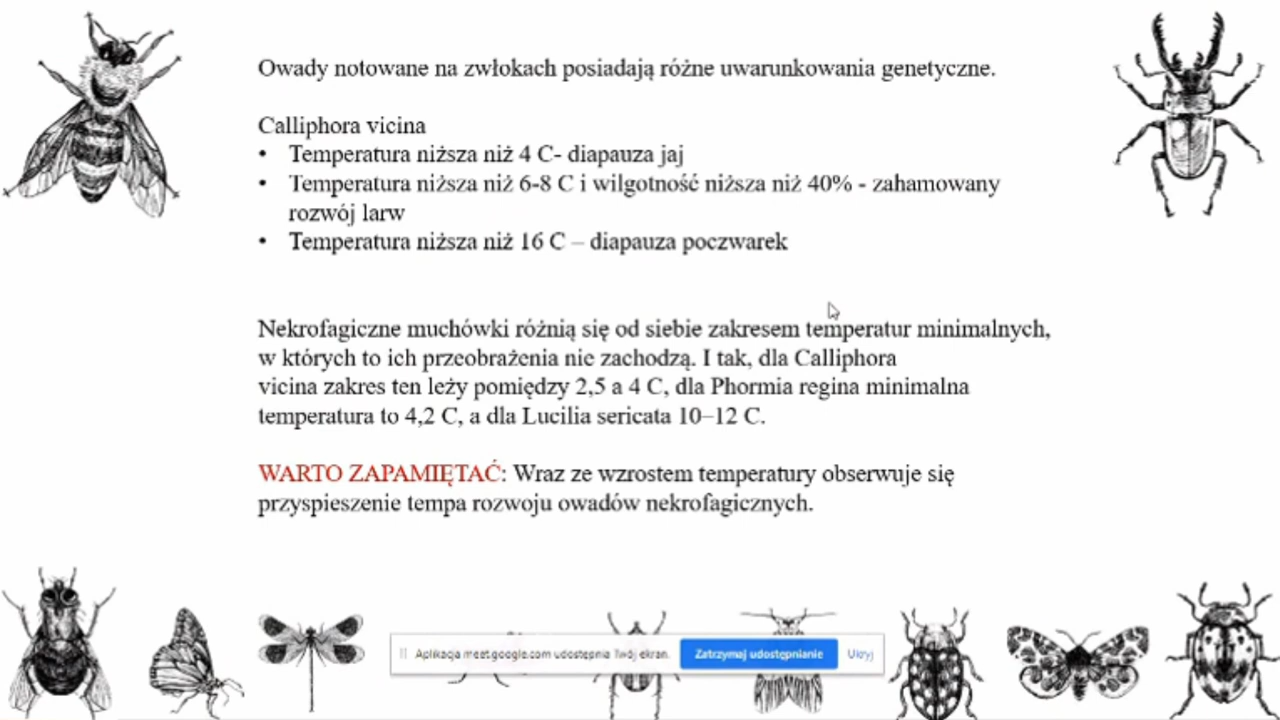 Owady notowane na zwłokach posiadają różne uwarunkowania genetyczne.
Calliphora vicina
• Temperatura niższa niż 4 C- diapauza jaj
• Temperatura niższa niż 6-8 C i wilgotność niższa niż 40% - zahamowany
rozwój larw
• Temperatura niższa niż 16 C – diapauza poczwarek
Nekrofagiczne muchówki różnią się od siebie zakresem temperatur minimalnych,
w których to ich przeobrażenia nie zachodzą. I tak, dla Calliphora
vicina zakres ten leży pomiędzy 2,5 a 4 C, dla Phormia regina minimalna
temperatura to 4,2 C, a dla Lucilia sericata 10–12 C.
WARTO ZAPAMIĘTAĆ: Wraz ze wzrostem temperatury obserwuje się
przyspieszenie tempa rozwoju owadów nekrofagicznych.
Aplikacja meet.google.com udostępnia Twój ekran.
Zatrzymaj udostępnianie
Ukryj